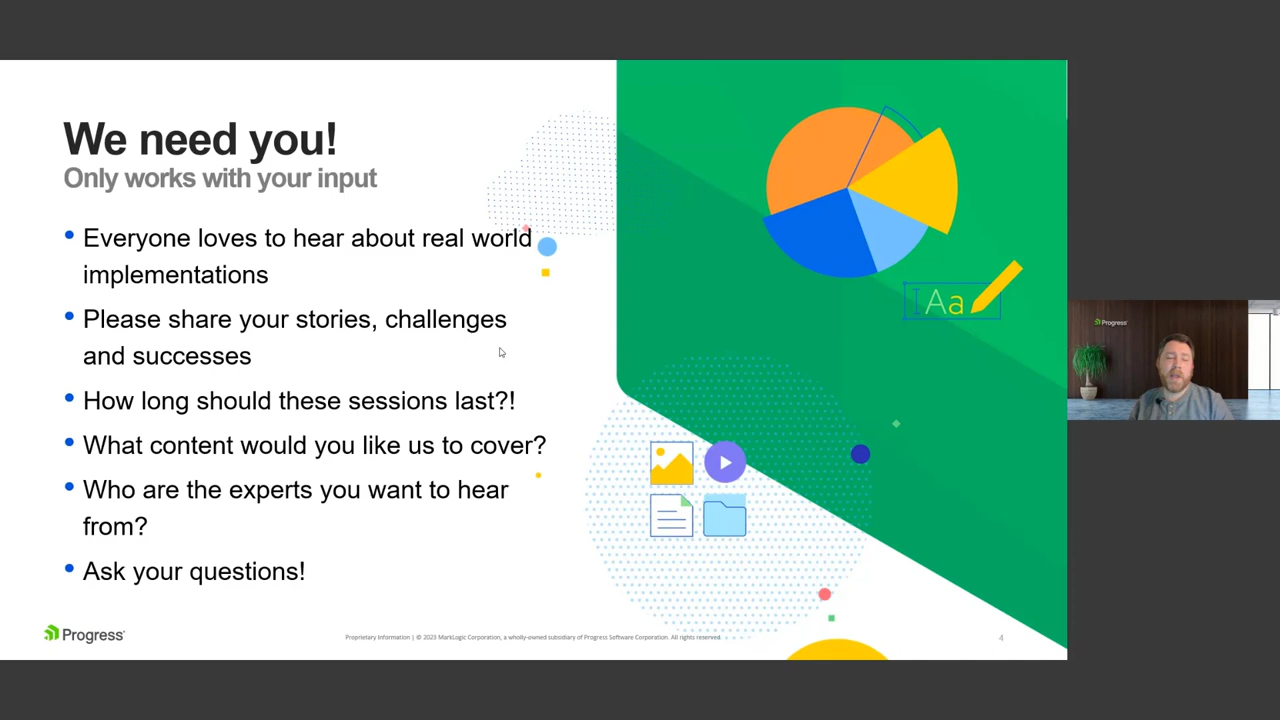 We need you!
Only works with your input
• Everyone loves to hear about real world
implementations
• Please share your stories, challenges
and successes
• How long should these sessions last?!
• What content would you like us to cover?
• Who are the experts you want to hear
from?
• Ask your questions!
Aa
Progress
Progress
Proprietary Information | © 2023 MarkLogic Corporation, a wholly-owned subsidiary of Progress Software Corporation. All rights reserved.
4